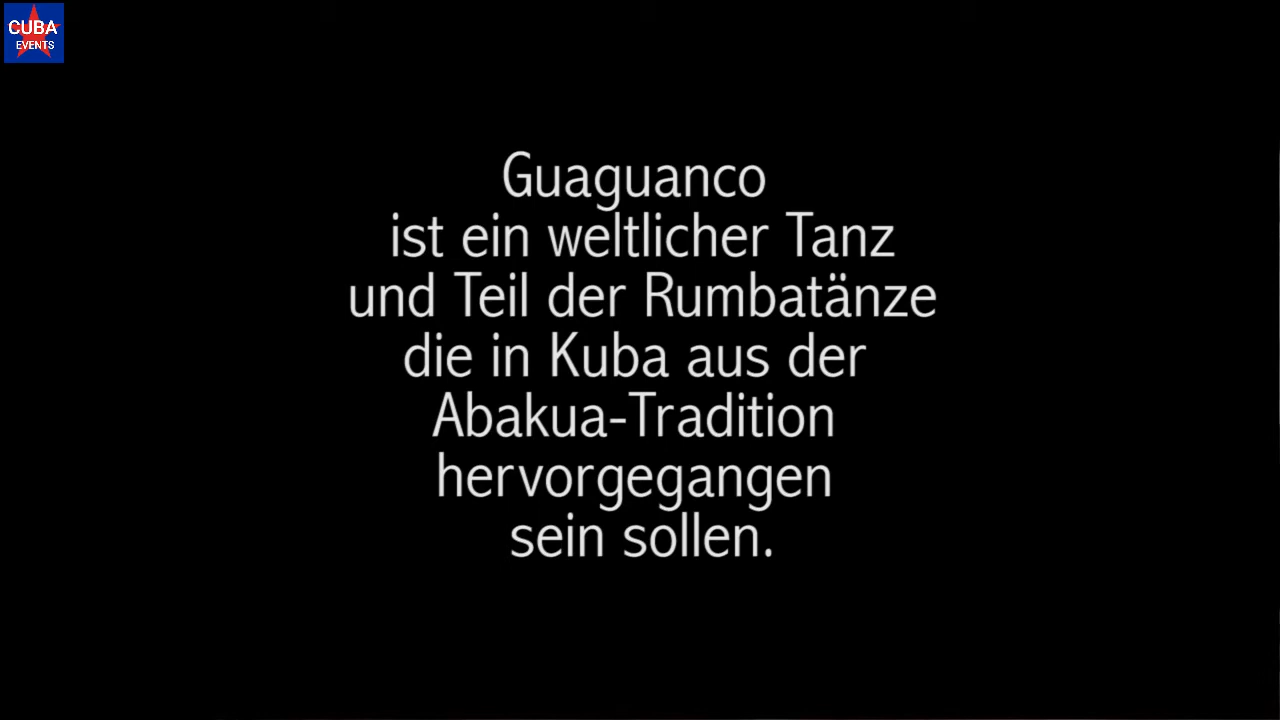 CUBA
EVENTS
Guaguanco
ist ein weltlicher Tanz
und Teil der Rumbatänze
die in Kuba aus der
Abakua-Tradition
hervorgegangen
sein sollen.